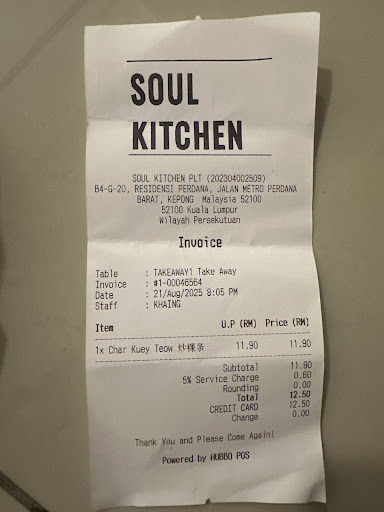 SOUL
KITCHEN
SOUL KITCHEN PLT (202304002509)
B4-G-20, RESIDENSI PERDANA, JALAN METRO PERDANA
BARAT, KEPONG Malaysia 52100
52100 Kuala Lumpur
Wilayah Persekutuan
Invoice
Table : TAKEAWAY1 Take Away
Invoice : #1-00046564
Date : 21/Aug/2025 8:05 PM
Staff : KHAING
Item U.P (RM) Price (RM)
1x Char Kuey Teow 炒粿条 11.90 11.90
Subtotal 11.90
5% Service Charge 0.60
Rounding 0.00
Total 12.50
CREDIT CARD 12.50
Change 0.00
Thank You and Please Come Again!
Powered by HUBBO POS